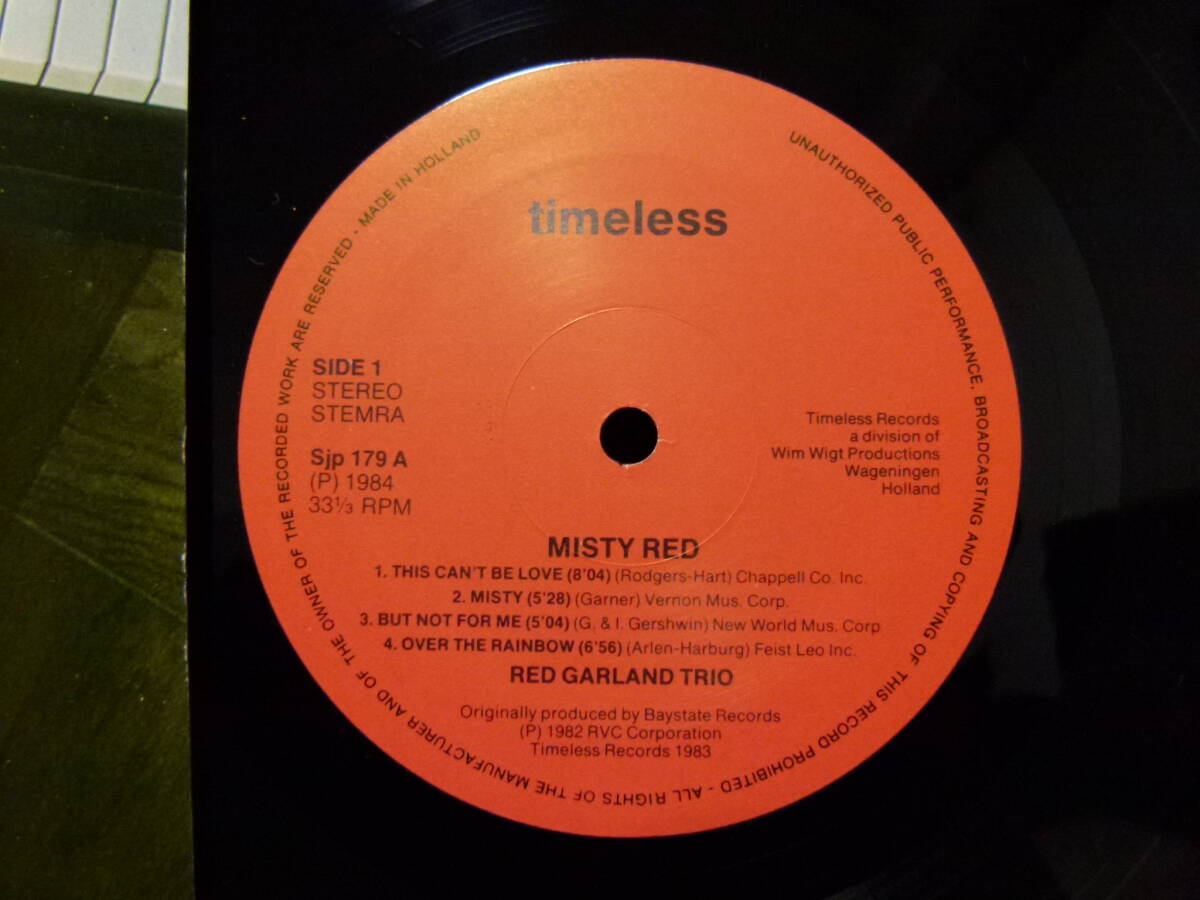 timeless
SIDE 1
STEREO
STEMRA
Sjp 179 A
(P) 1984
33⅓ RPM
Timeless Records
a division of
Wim Wigt Productions
Wageningen
Holland
MISTY RED
1. THIS CAN'T BE LOVE (8'04) (Rodgers-Hart) Chappell Co. Inc.
2. MISTY (5'28) (Garner) Vernon Mus. Corp.
3. BUT NOT FOR ME (5'04) (G. & I. Gershwin) New World Mus. Corp
4. OVER THE RAINBOW (6'56) (Arlen-Harburg) Feist Leo Inc.
RED GARLAND TRIO
Originally produced by Baystate Records
(P) 1982 RVC Corporation
Timeless Records 1983
UNAUTHORIZED PUBLIC PERFORMANCE, BROADCASTING AND COPYING OF THIS RECORD PROHIBITED - ALL RIGHTS OF THE MANUFACTURER AND OF THE OWNER OF THE RECORDED WORK ARE RESERVED - MADE IN HOLLAND